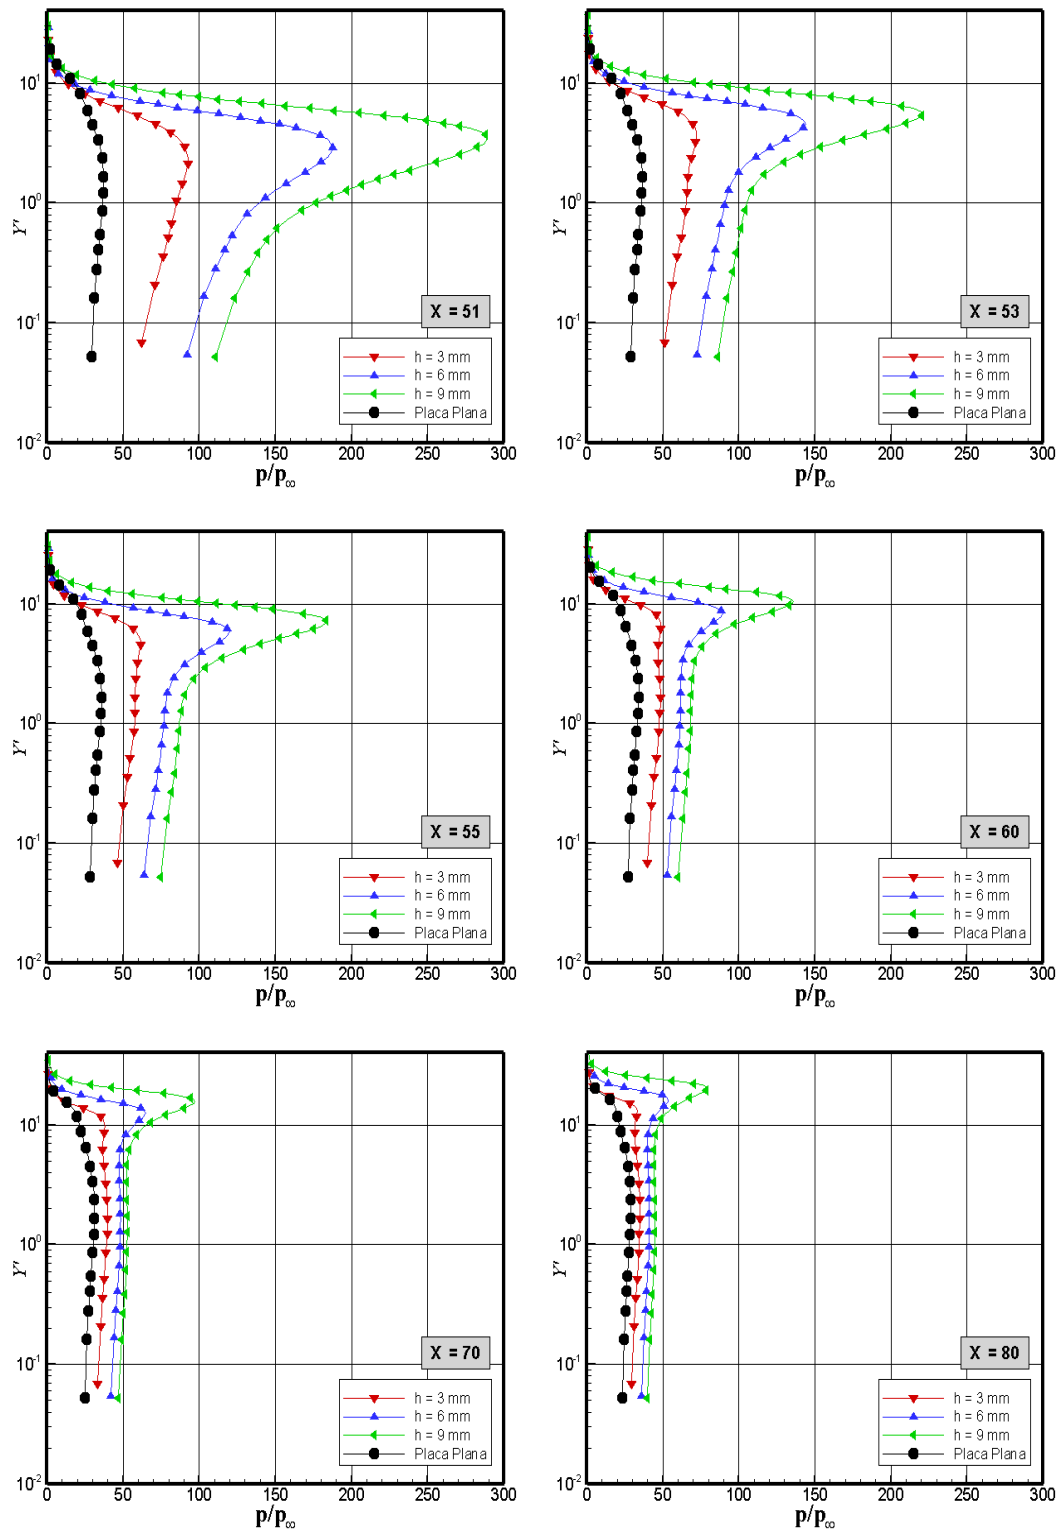 10¹
10⁰
10⁻¹
10⁻²
Y'
X = 51
h = 3 mm
h = 6 mm
h = 9 mm
Placa Plana
0 50 100 150 200 250 300
p/p∞
10¹
10⁰
10⁻¹
10⁻²
Y'
X = 53
h = 3 mm
h = 6 mm
h = 9 mm
Placa Plana
0 50 100 150 200 250 300
p/p∞
10¹
10⁰
10⁻¹
10⁻²
Y'
X = 55
h = 3 mm
h = 6 mm
h = 9 mm
Placa Plana
0 50 100 150 200 250 300
p/p∞
10¹
10⁰
10⁻¹
10⁻²
Y'
X = 60
h = 3 mm
h = 6 mm
h = 9 mm
Placa Plana
0 50 100 150 200 250 300
p/p∞
10¹
10⁰
10⁻¹
10⁻²
Y'
X = 70
h = 3 mm
h = 6 mm
h = 9 mm
Placa Plana
0 50 100 150 200 250 300
p/p∞
10¹
10⁰
10⁻¹
10⁻²
Y'
X = 80
h = 3 mm
h = 6 mm
h = 9 mm
Placa Plana
0 50 100 150 200 250 300
p/p∞